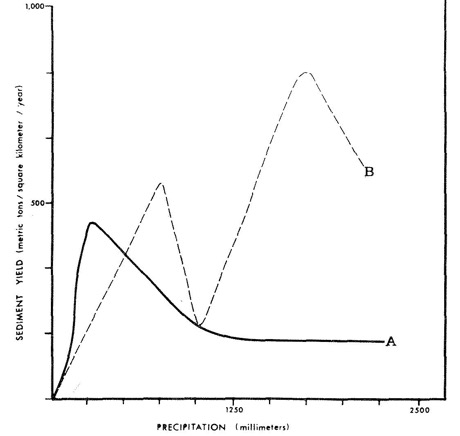 1,000
SEDIMENT YIELD (metric tons/square kilometer / year)
500
B
A
1250
2500
PRECIPITATION (millimeters)